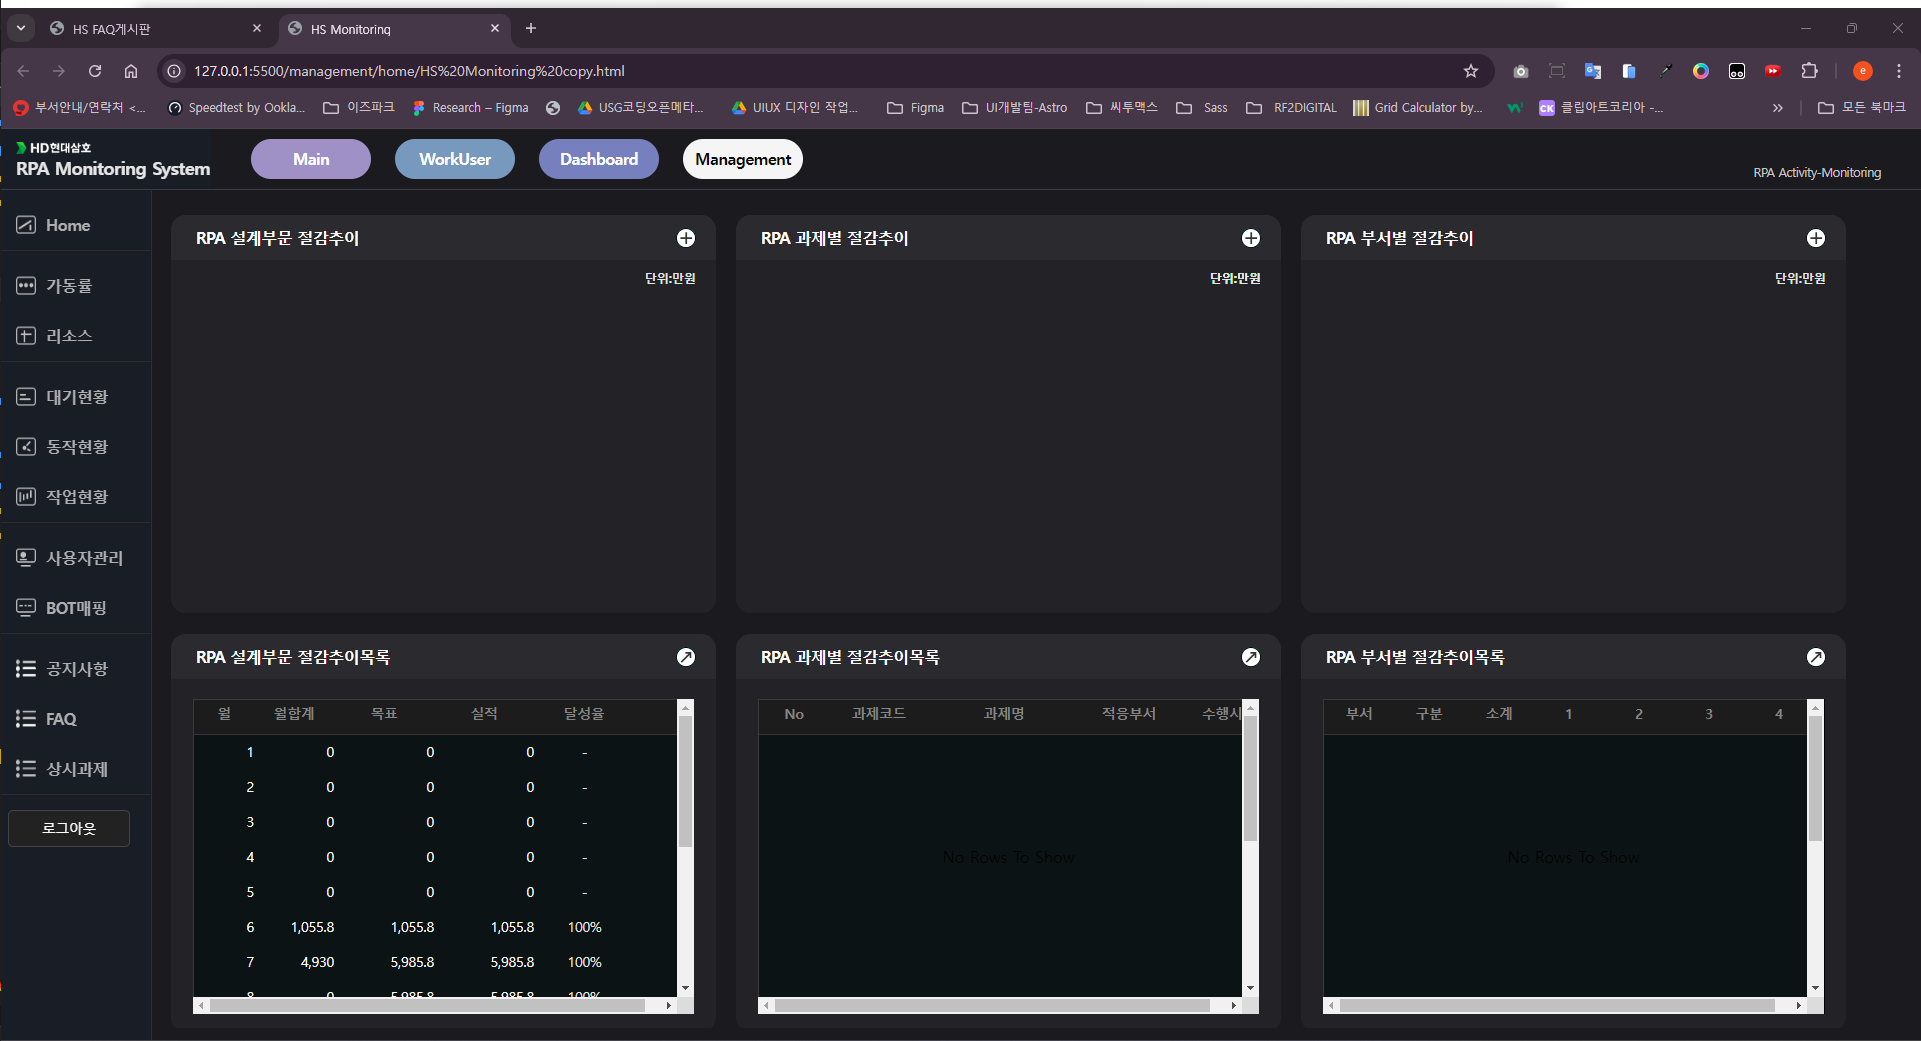 HS FAQ게시판
HS Monitoring
127.0.0.1:5500/management/home/HS%20Monitoring%20copy.html
부서안내/연락처 <...
Speedtest by Ookla...
이즈파크
Research – Figma
USG코딩오픈메타...
UIUX 디자인 작업...
Figma
UI개발팀-Astro
씨투맥스
Sass
RF2DIGITAL
Grid Calculator by...
CK
클립아트코리아 -...
모든 북마크
HD현대삼호
RPA Monitoring System
Main
WorkUser
Dashboard
Management
RPA Activity-Monitoring
Home
가동률
리소스
대기현황
동작현황
작업현황
사용자관리
BOT매핑
공지사항
FAQ
상시과제
로그아웃
RPA 설계부문 절감추이
단위:만원
RPA 과제별 절감추이
단위:만원
RPA 부서별 절감추이
단위:만원
RPA 설계부문 절감추이목록
월 월합계 목표 실적 달성율
1 0 0 0 -
2 0 0 0 -
3 0 0 0 -
4 0 0 0 -
5 0 0 0 -
6 1,055.8 1,055.8 1,055.8 100%
7 4,930 5,985.8 5,985.8 100%
8 0 5,985.8 5,985.8 100%
RPA 과제별 절감추이목록
No 과제코드 과제명 적응부서 수행시
No Rows To Show
RPA 부서별 절감추이목록
부서 구분 소계 1 2 3 4
No Rows To Show